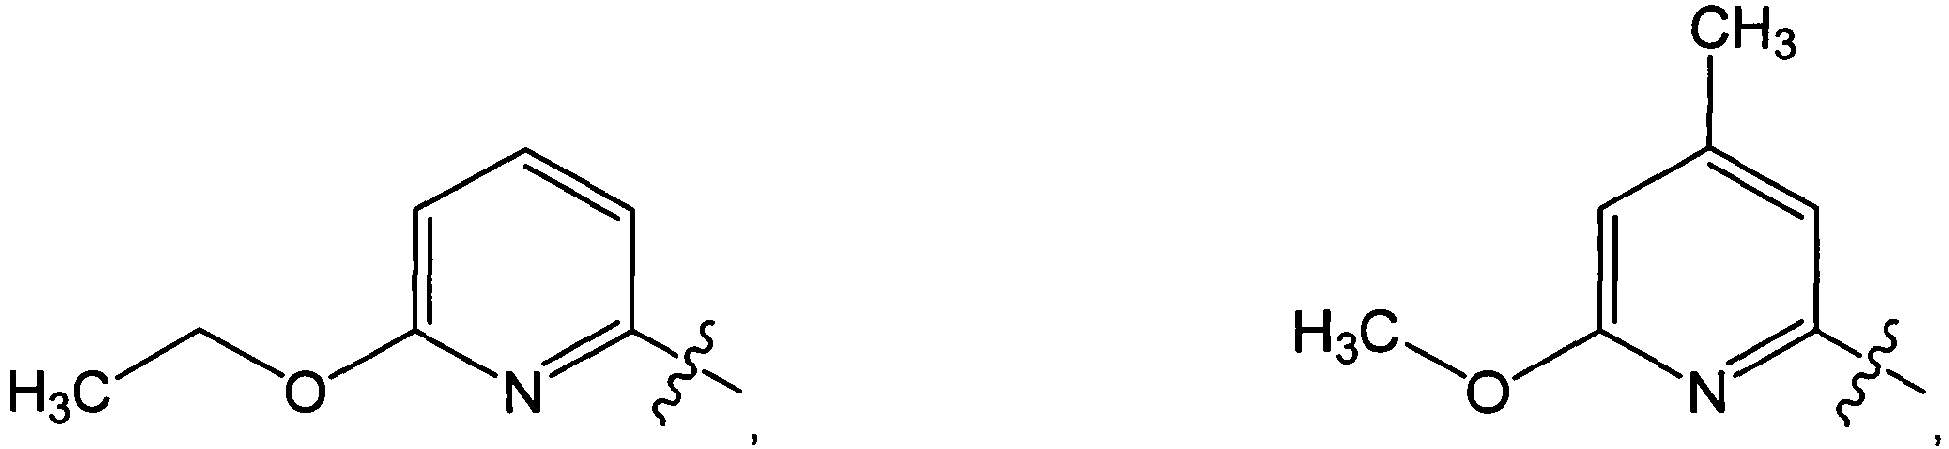 CH3
H3C
H3C O N ,
O N ,